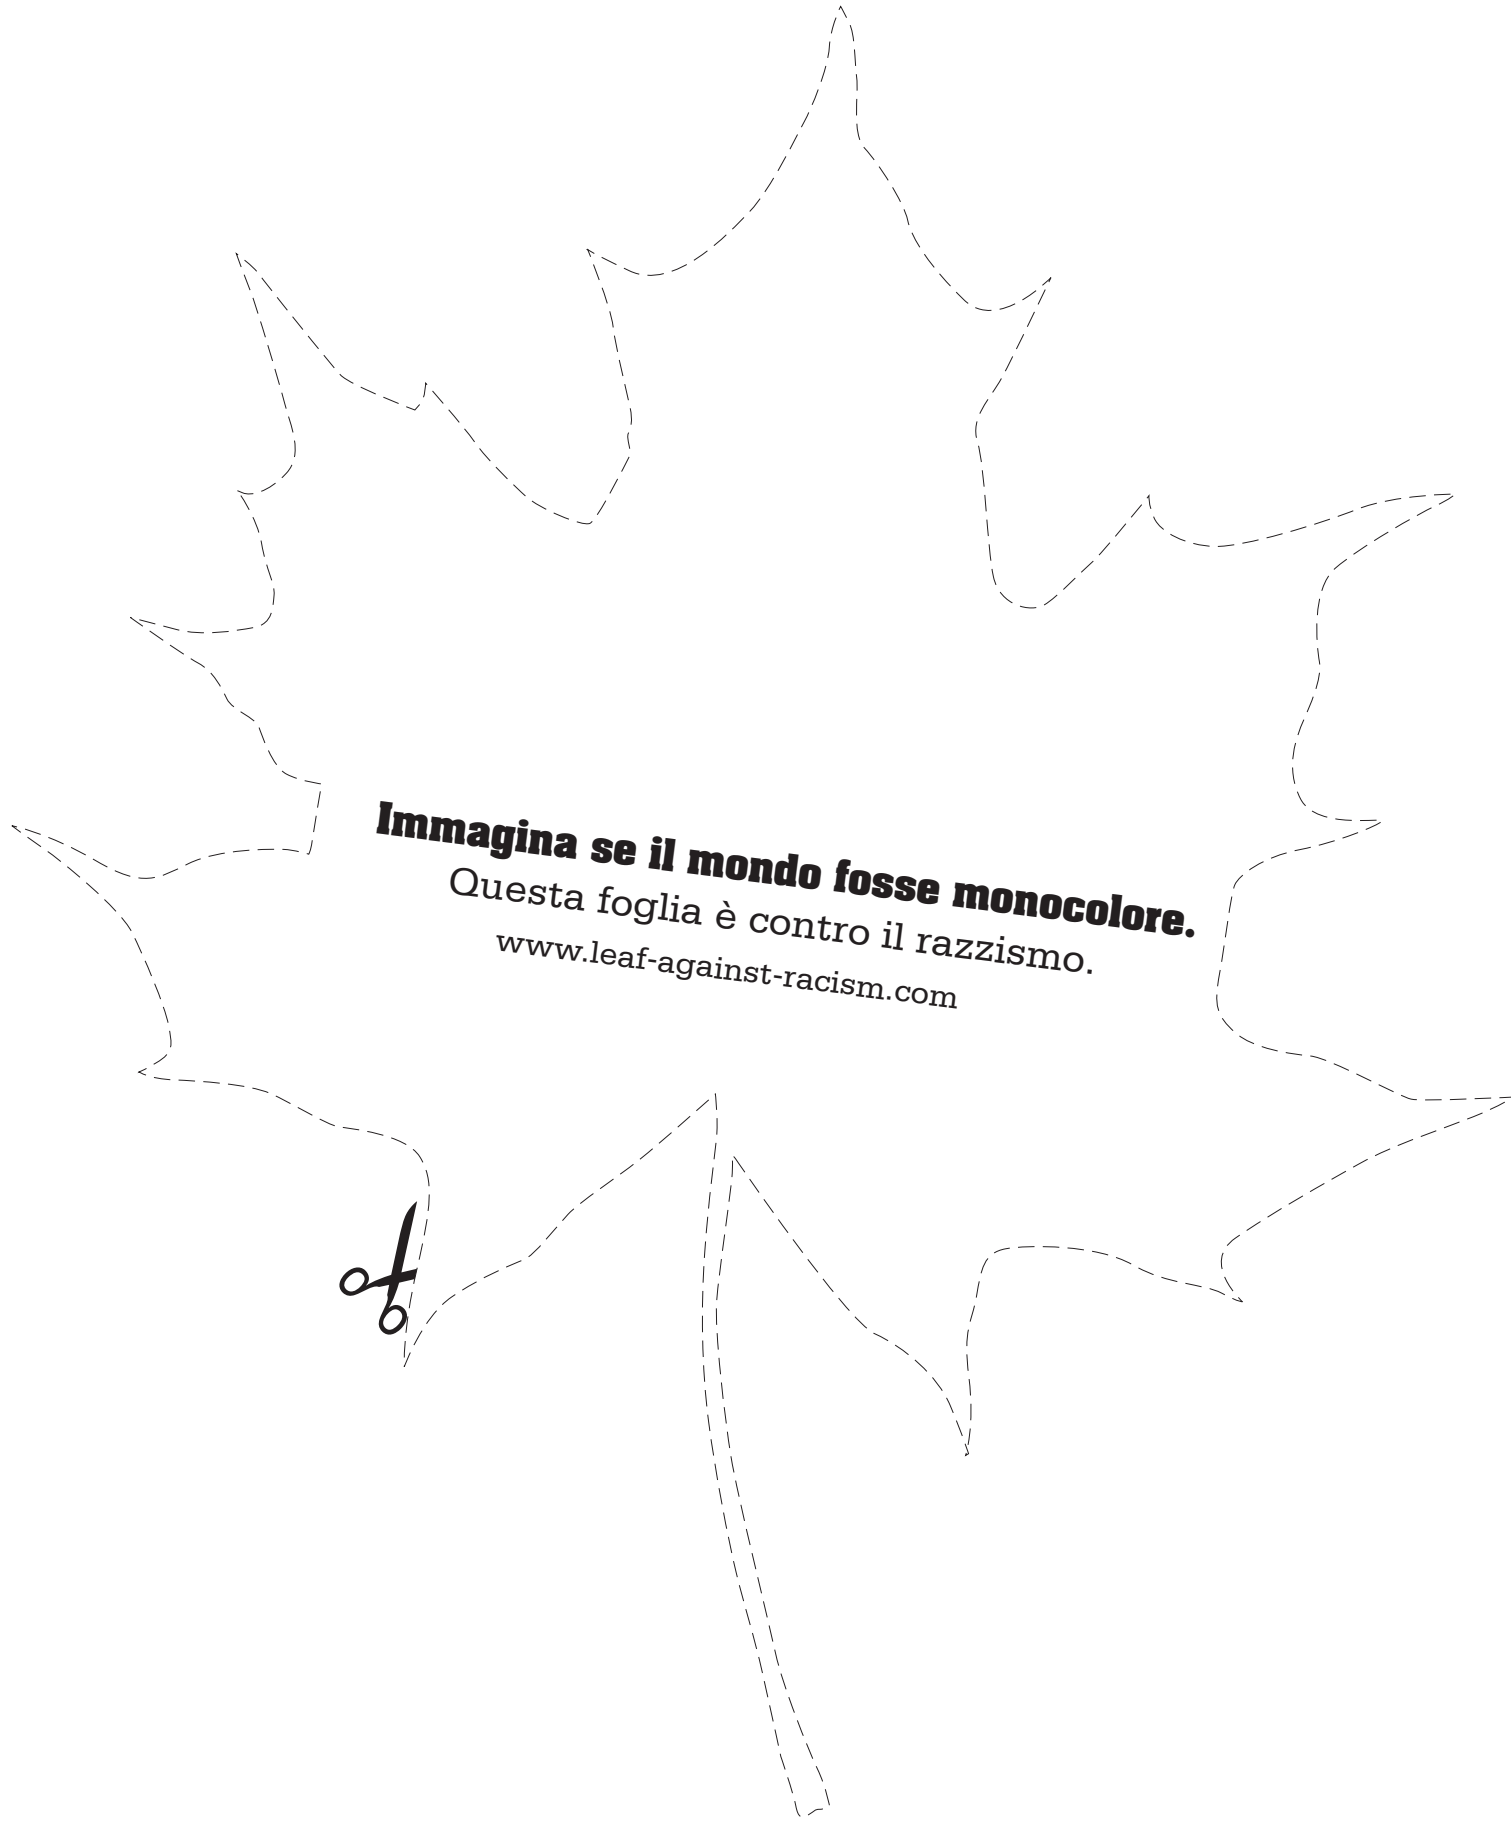 Immagina se il mondo fosse monocolore.
Questa foglia è contro il razzismo.
www.leaf-against-racism.com